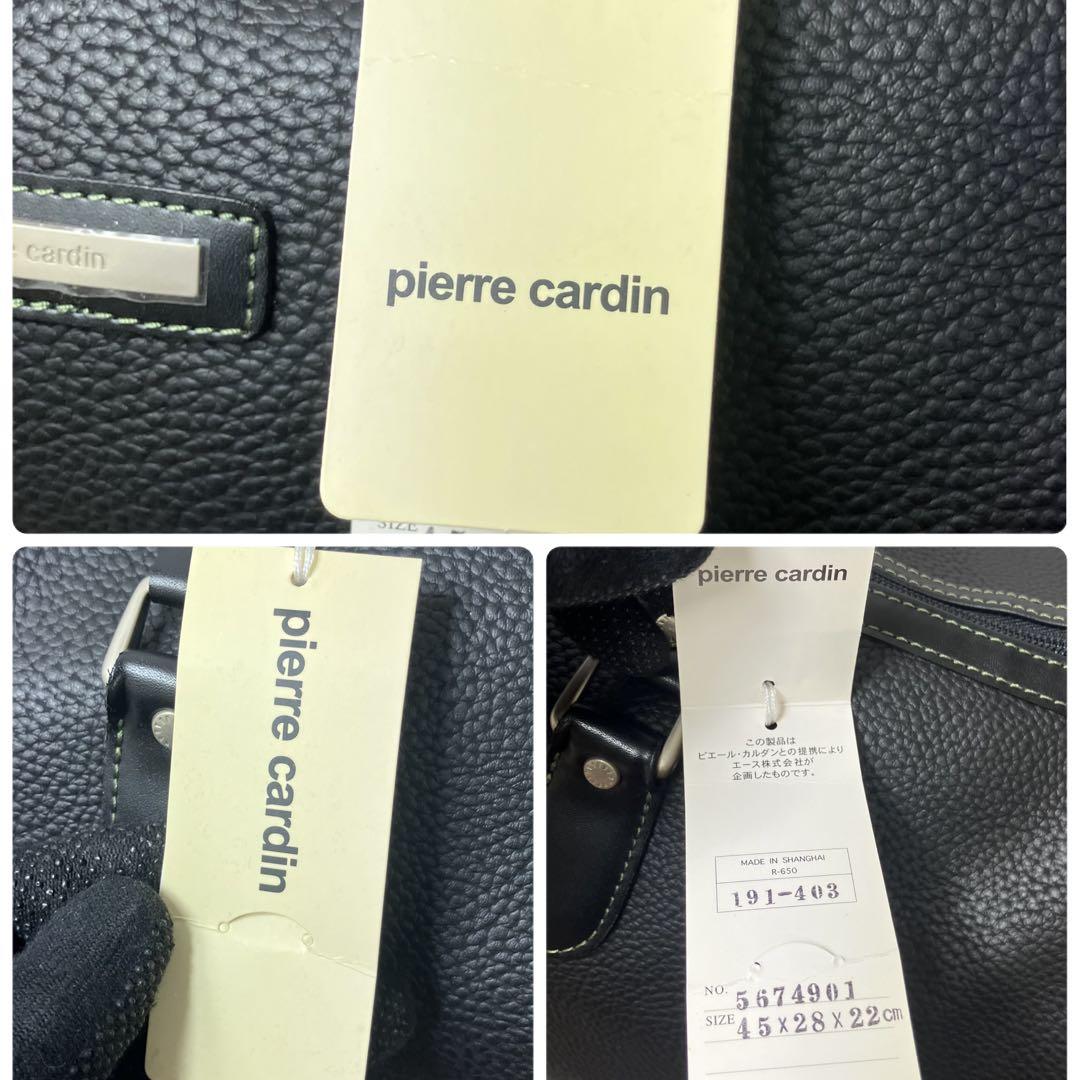 cardin
pierre cardin
SIZE
pierre cardin
pierre cardin
この製品は
ピエール・カルダンとの提携により
エース株式会社が
企画したものです。
MADE IN SHANGHAI
R-650
191-403
NO. 5674901
SIZE 45×28×22cm